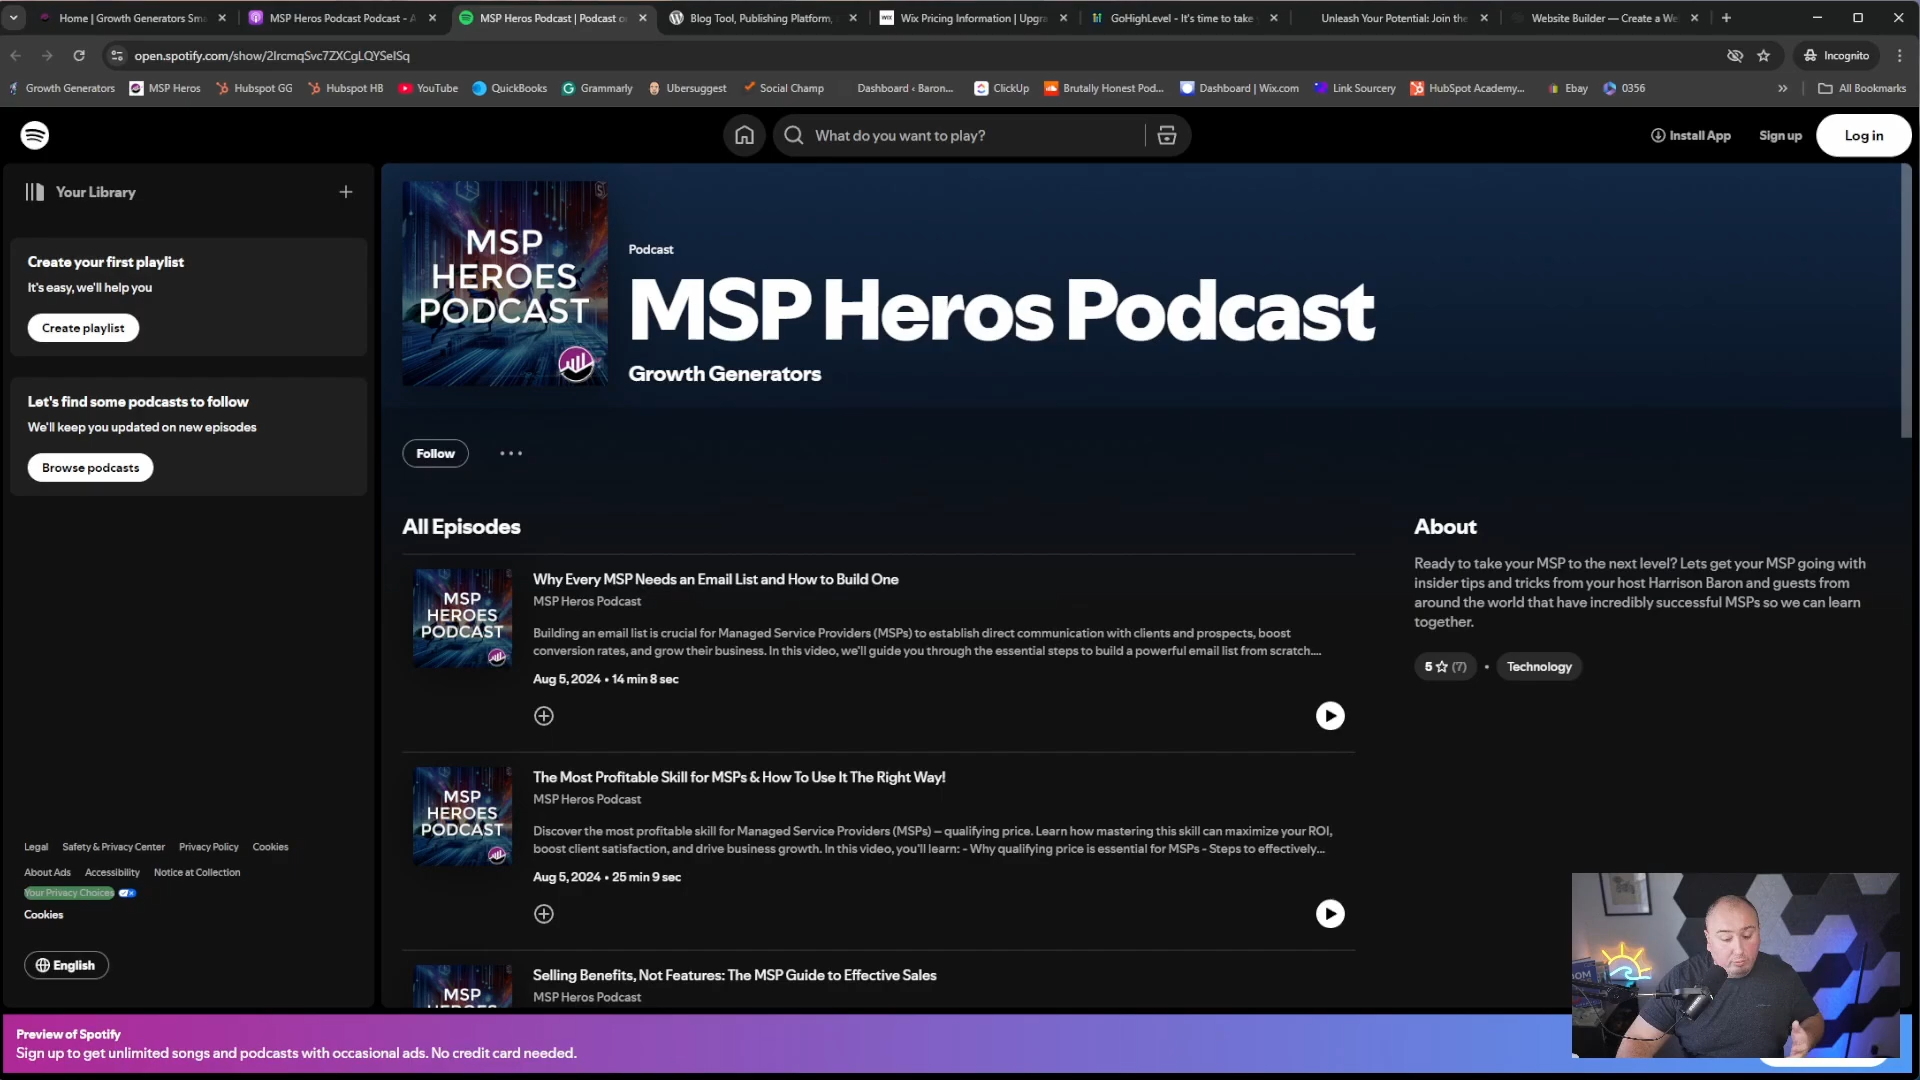 Home | Growth Generators Sm
MSP Heros Podcast Podcast - A
MSP Heros Podcast | Podcast o
Blog Tool, Publishing Platform,
Wix Pricing Information | Upgra
GoHighLevel - It's time to take
Unleash Your Potential: Join the
Website Builder — Create a We
open.spotify.com/show/2IrcmqSvc7ZXCgLQYSeISq
Incognito
Growth Generators
MSP Heros
Hubspot GG
Hubspot HB
YouTube
QuickBooks
Grammarly
Ubersuggest
Social Champ
Dashboard ‹ Baron...
ClickUp
Brutally Honest Pod...
Dashboard | Wix.com
Link Sourcery
HubSpot Academy...
Ebay
0356
All Bookmarks
What do you want to play?
Install App
Sign up
Log in
Your Library
Create your first playlist
It's easy, we'll help you
Create playlist
Let's find some podcasts to follow
We'll keep you updated on new episodes
Browse podcasts
Legal
Safety & Privacy Center
Privacy Policy
Cookies
About Ads
Accessibility
Notice at Collection
Your Privacy Choices
Cookies
English
MSP
HEROES
PODCAST
Podcast
MSP Heros Podcast
Growth Generators
Follow
All Episodes
MSP
HEROES
PODCAST
Why Every MSP Needs an Email List and How to Build One
MSP Heros Podcast
Building an email list is crucial for Managed Service Providers (MSPs) to establish direct communication with clients and prospects, boost
conversion rates, and grow their business. In this video, we'll guide you through the essential steps to build a powerful email list from scratch....
Aug 5, 2024 • 14 min 8 sec
MSP
HEROES
PODCAST
The Most Profitable Skill for MSPs & How To Use It The Right Way!
MSP Heros Podcast
Discover the most profitable skill for Managed Service Providers (MSPs) – qualifying price. Learn how mastering this skill can maximize your ROI,
boost client satisfaction, and drive business growth. In this video, you'll learn: - Why qualifying price is essential for MSPs - Steps to effectively...
Aug 5, 2024 • 25 min 9 sec
MSP
Selling Benefits, Not Features: The MSP Guide to Effective Sales
MSP Heros Podcast
About
Ready to take your MSP to the next level? Lets get your MSP going with
insider tips and tricks from your host Harrison Baron and guests from
around the world that have incredibly successful MSPs so we can learn
together.
5 (7)
•
Technology
Preview of Spotify
Sign up to get unlimited songs and podcasts with occasional ads. No credit card needed.